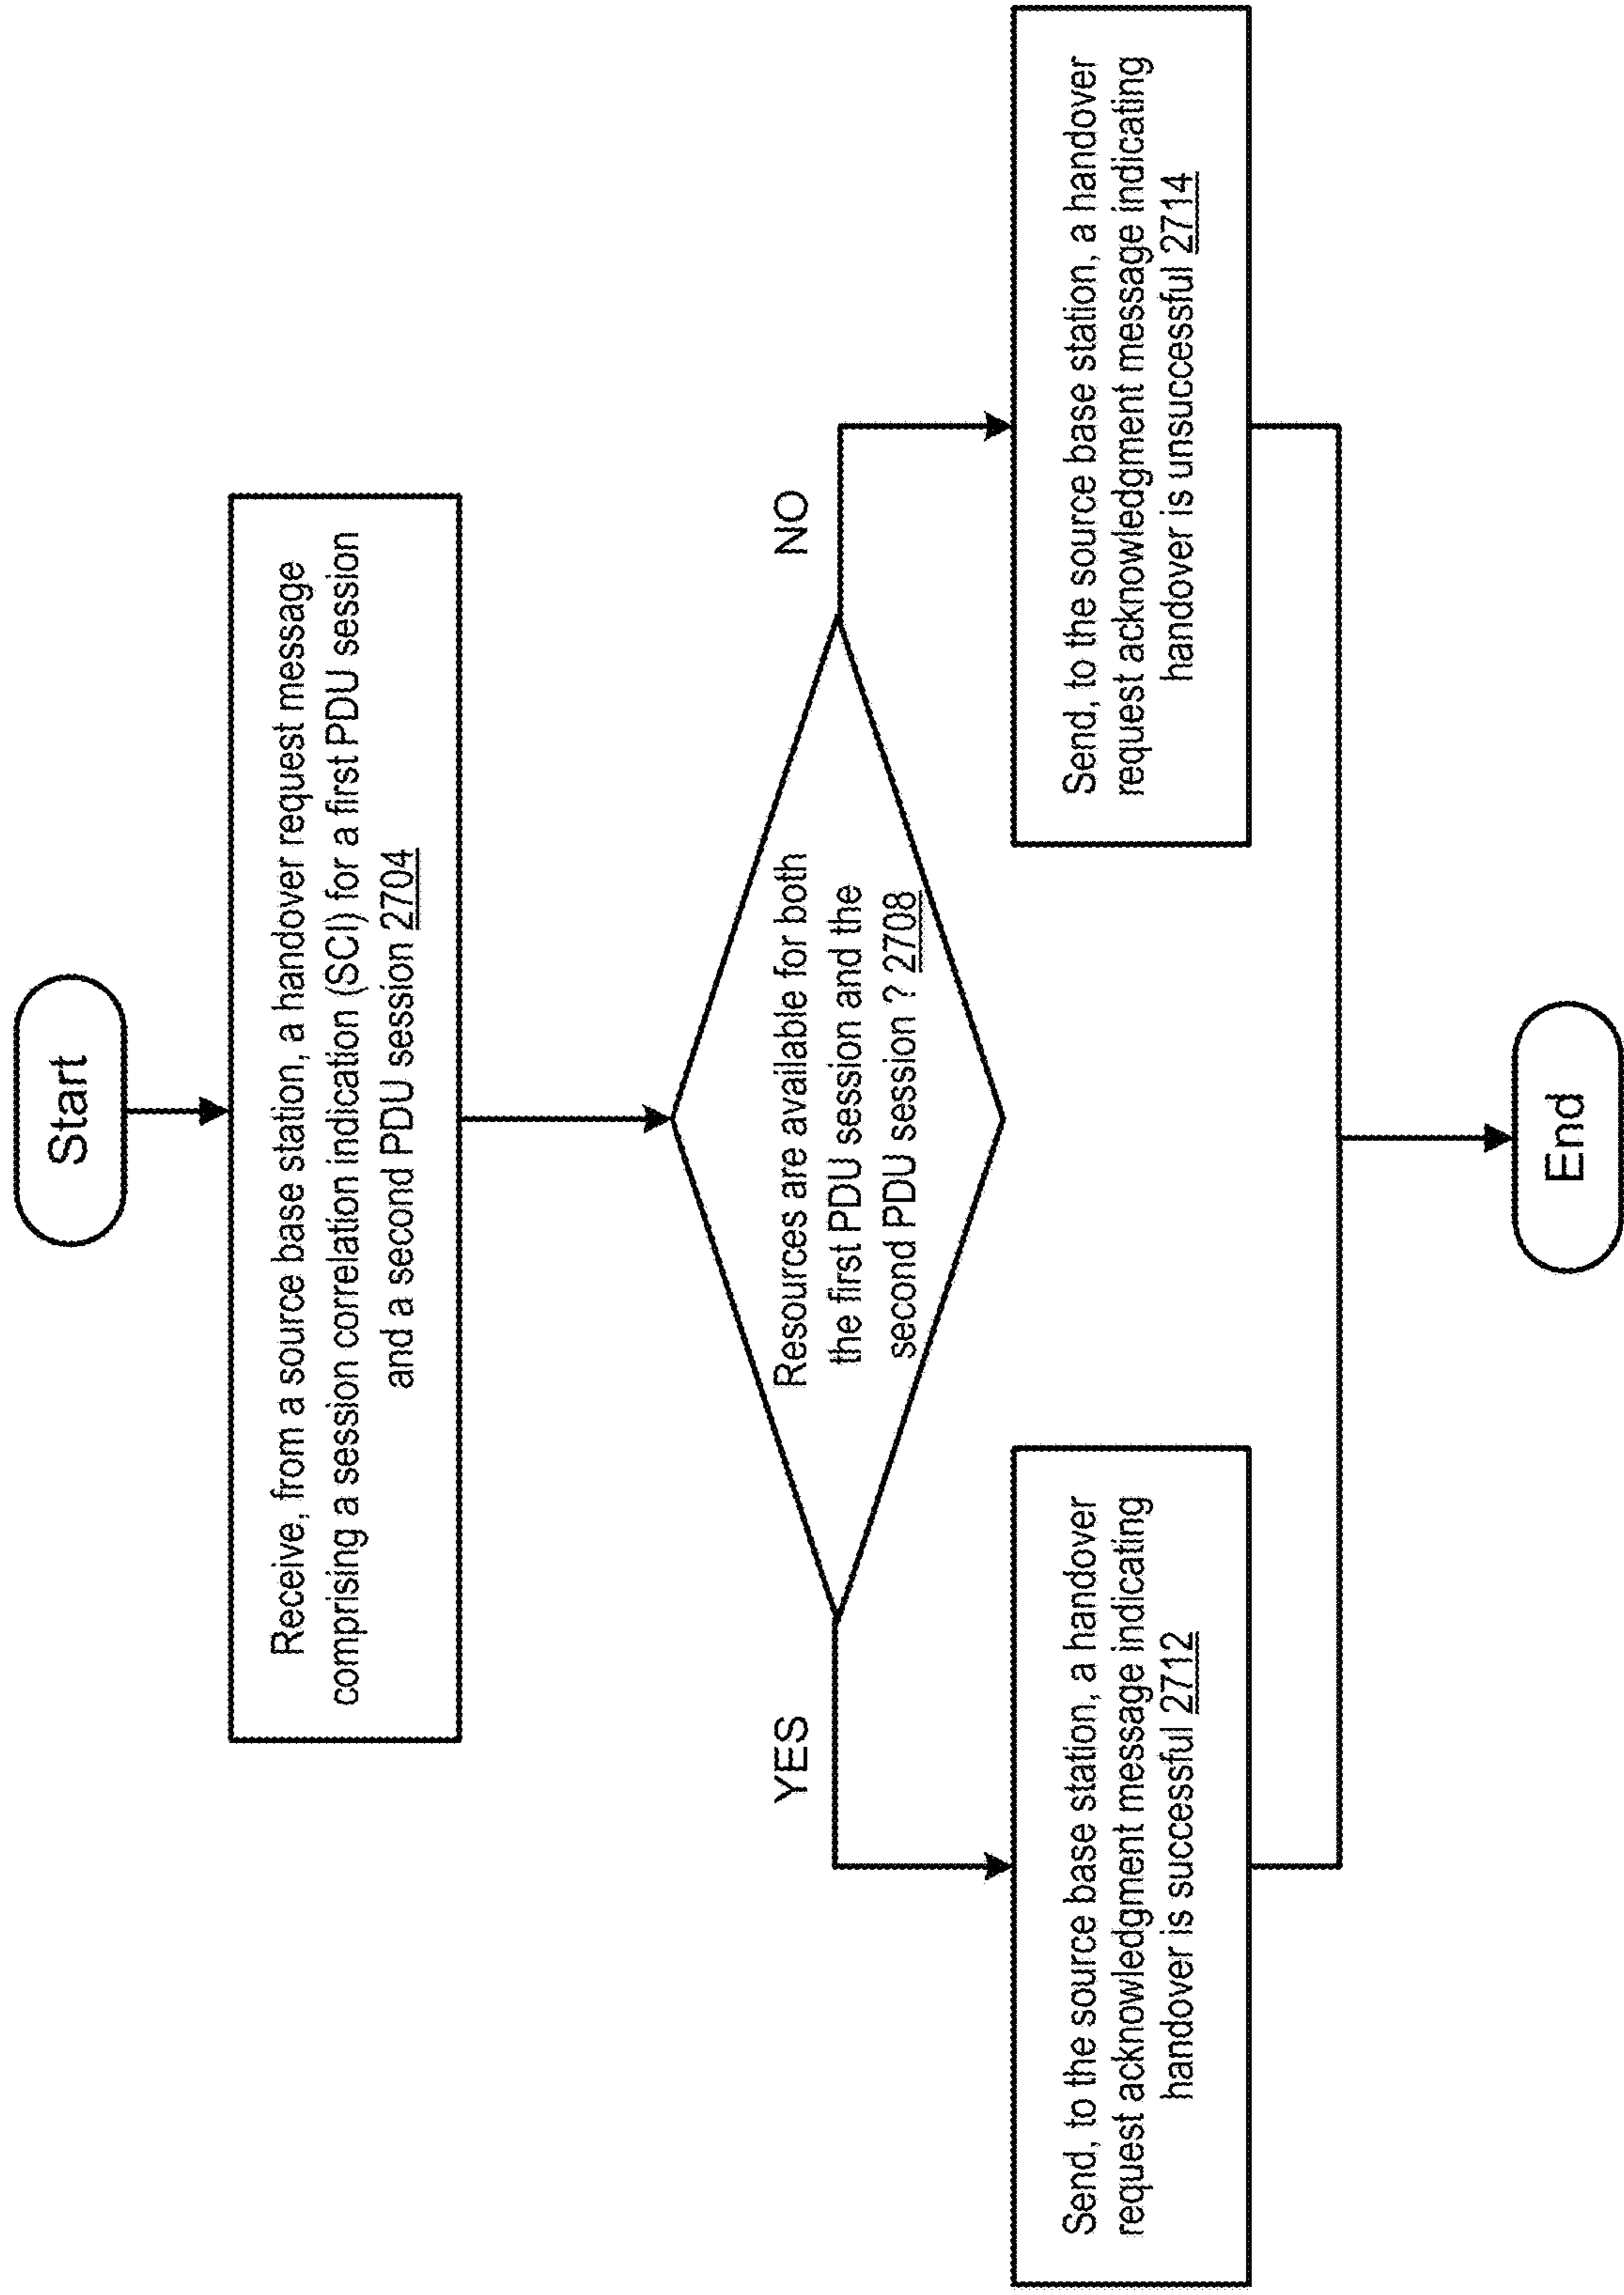 Start
Receive, from a source base station, a handover request message
comprising a session correlation indication (SCI) for a first PDU session
and a second PDU session 2704
Resources are available for both
the first PDU session and the
second PDU session ? 2708
YES
NO
Send, to the source base station, a handover
request acknowledgment message indicating
handover is successful 2712
Send, to the source base station, a handover
request acknowledgment message indicating
handover is unsuccessful 2714
End